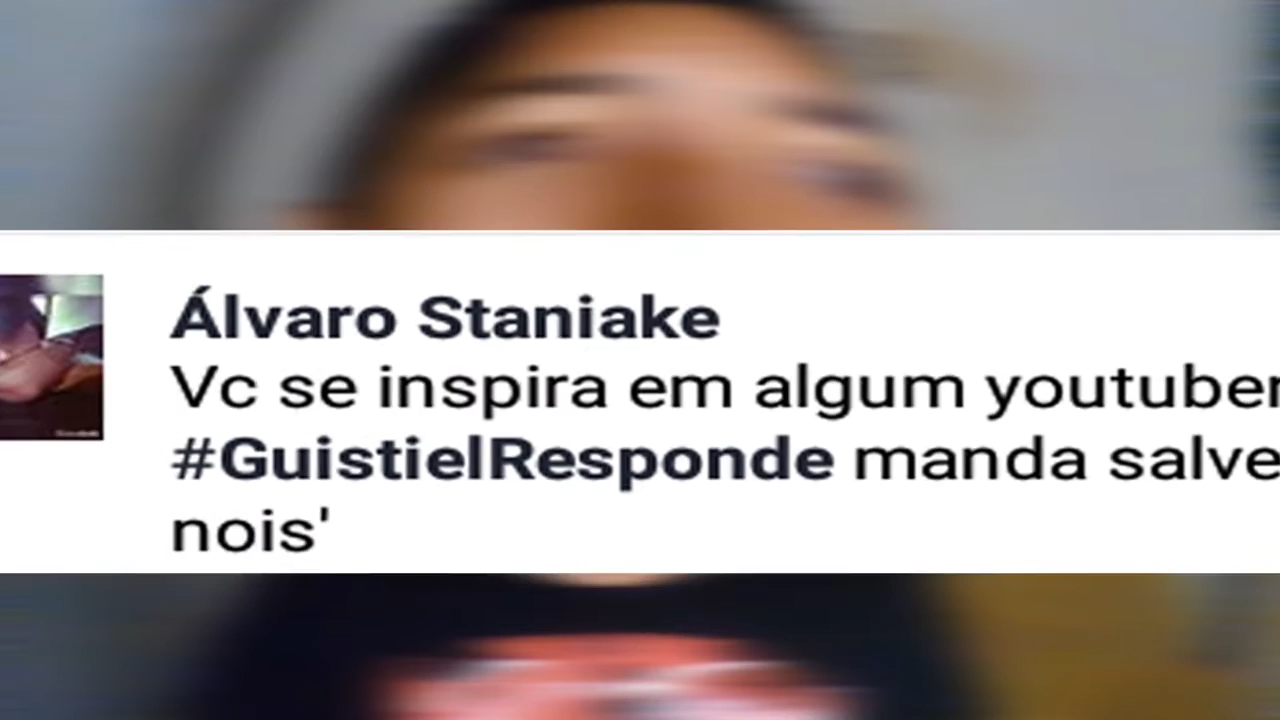 Álvaro Staniake
Vc se inspira em algum youtuber
#GuistielResponde manda salve
nois'